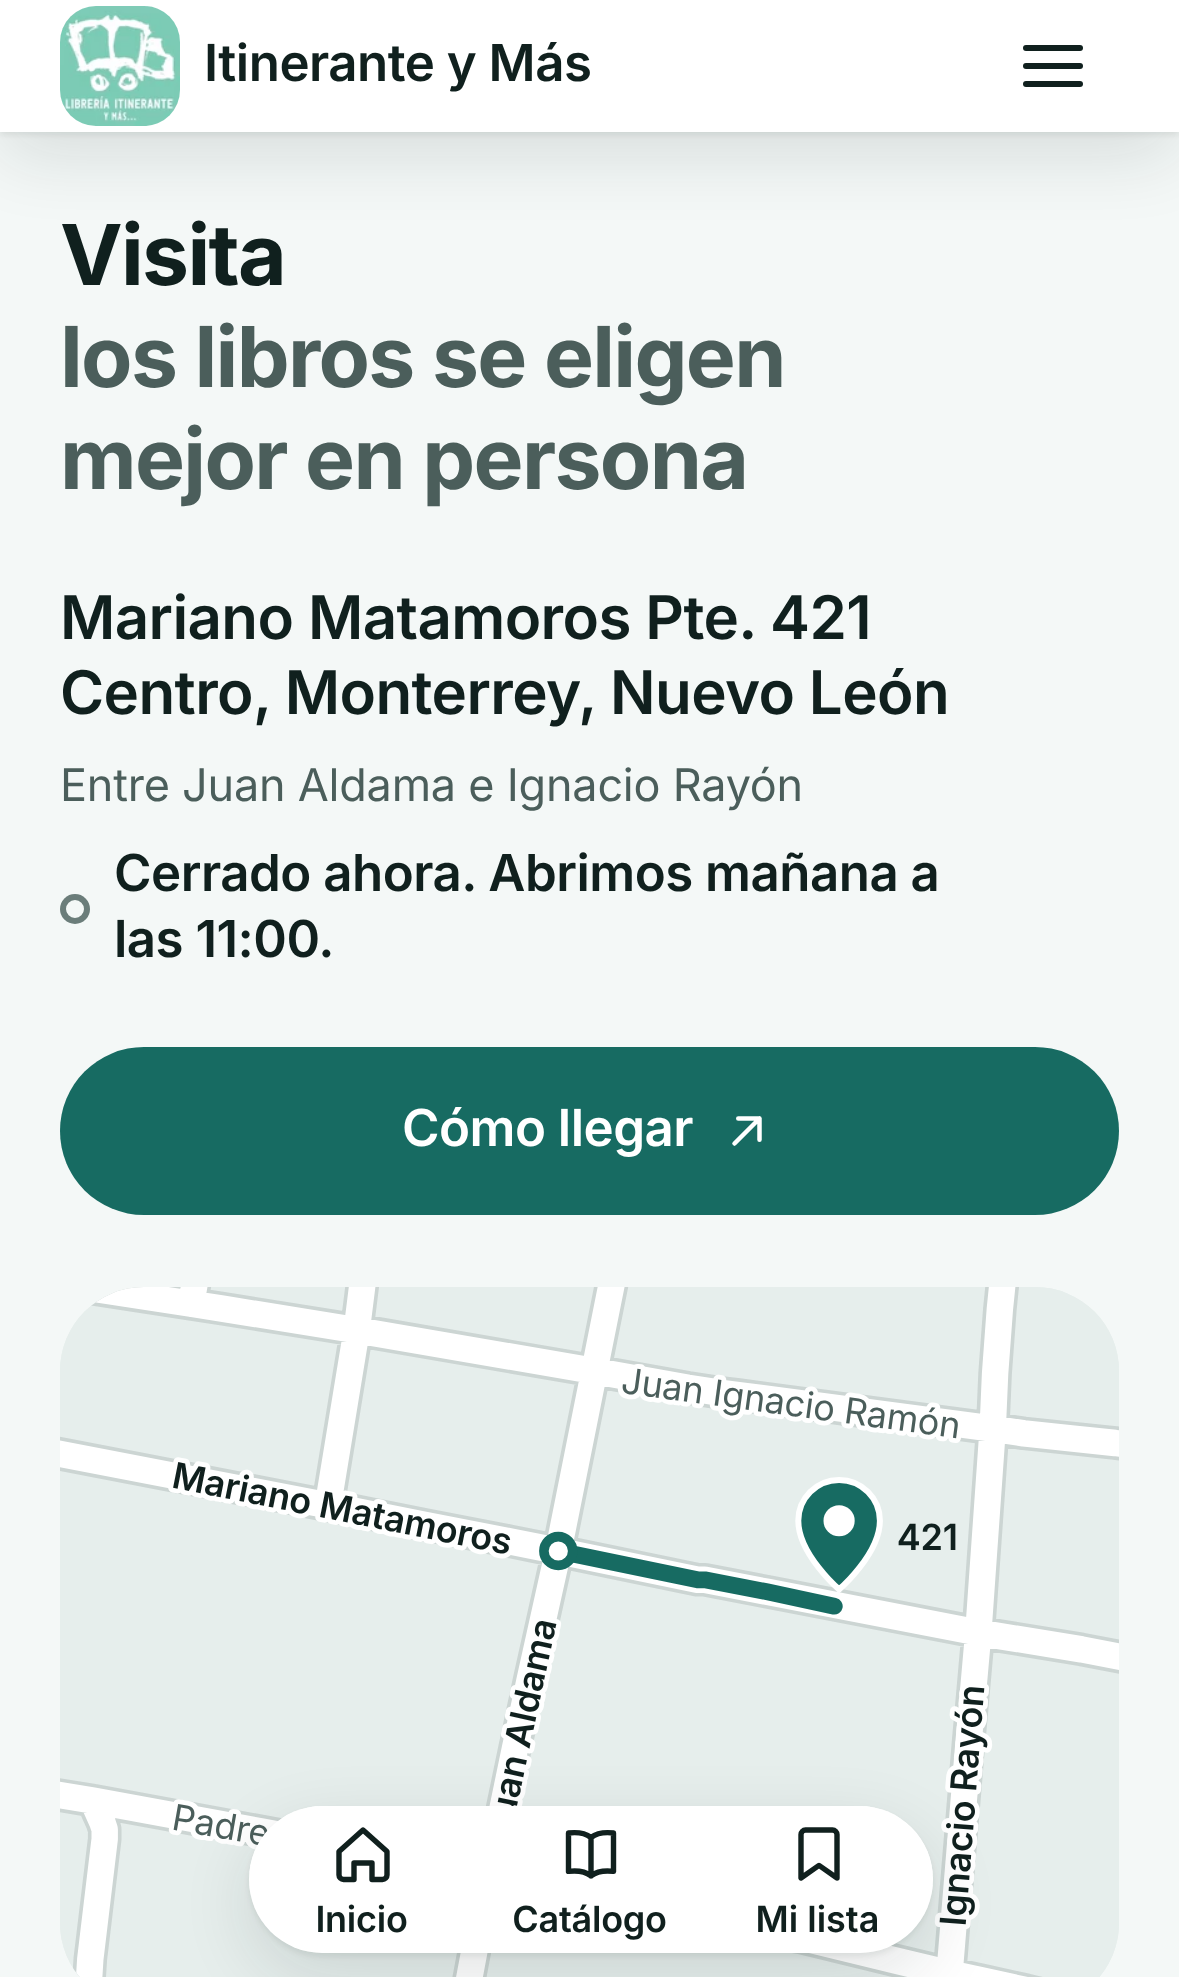 LIBRERÍA ITINERANTE
Y MÁS...
Itinerante y Más
Visita
los libros se eligen
mejor en persona
Mariano Matamoros Pte. 421
Centro, Monterrey, Nuevo León
Entre Juan Aldama e Ignacio Rayón
Cerrado ahora. Abrimos mañana a
las 11:00.
Cómo llegar
Juan Ignacio Ramón
Mariano Matamoros
421
Aldama
Ignacio Rayón
Padre
Inicio
Catálogo
Mi lista